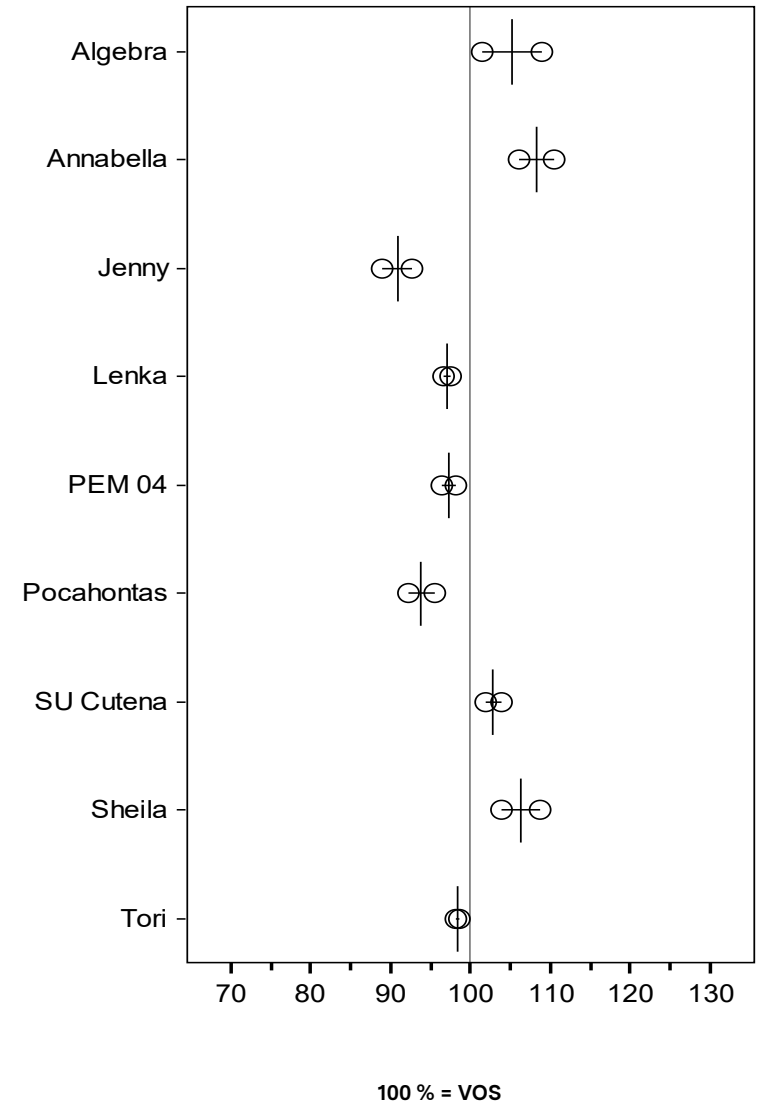 Algebra
Annabella
Jenny
Lenka
PEM 04
Pocahontas
SU Cutena
Sheila
Tori
70 80 90 100 110 120 130
100 % = VOS